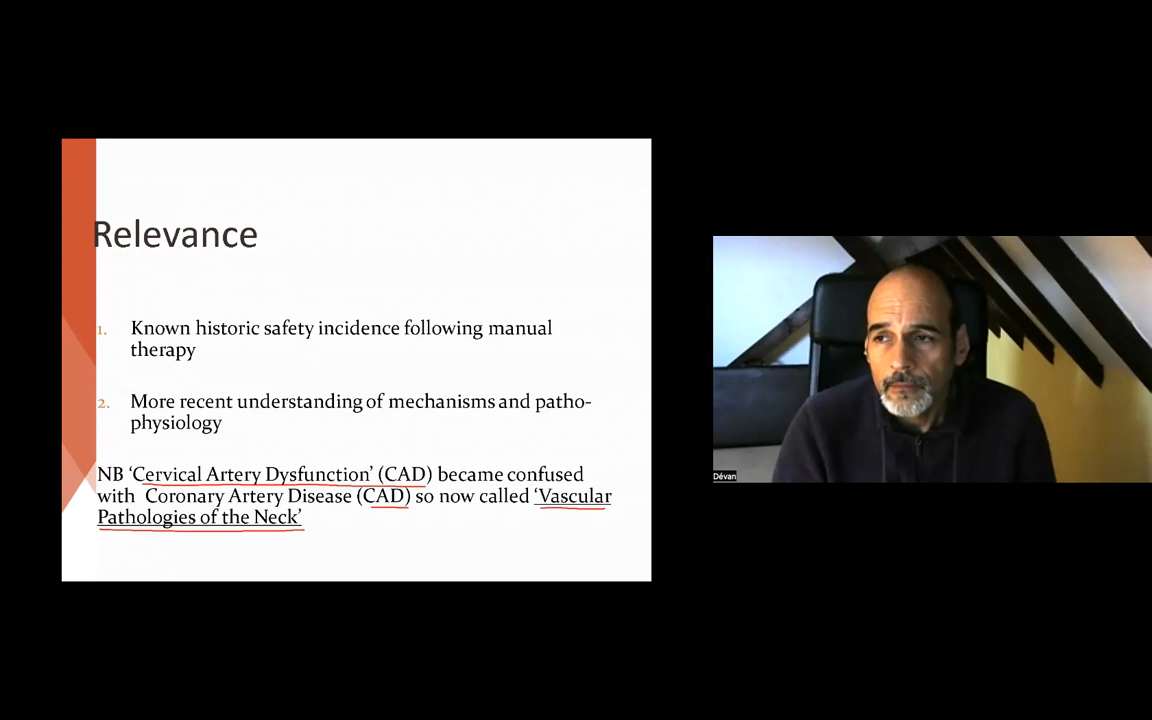 Relevance
1. Known historic safety incidence following manual
therapy
2. More recent understanding of mechanisms and patho-
physiology
NB ‘Cervical Artery Dysfunction’ (CAD) became confused
with Coronary Artery Disease (CAD) so now called ‘Vascular
Pathologies of the Neck’
Dévan